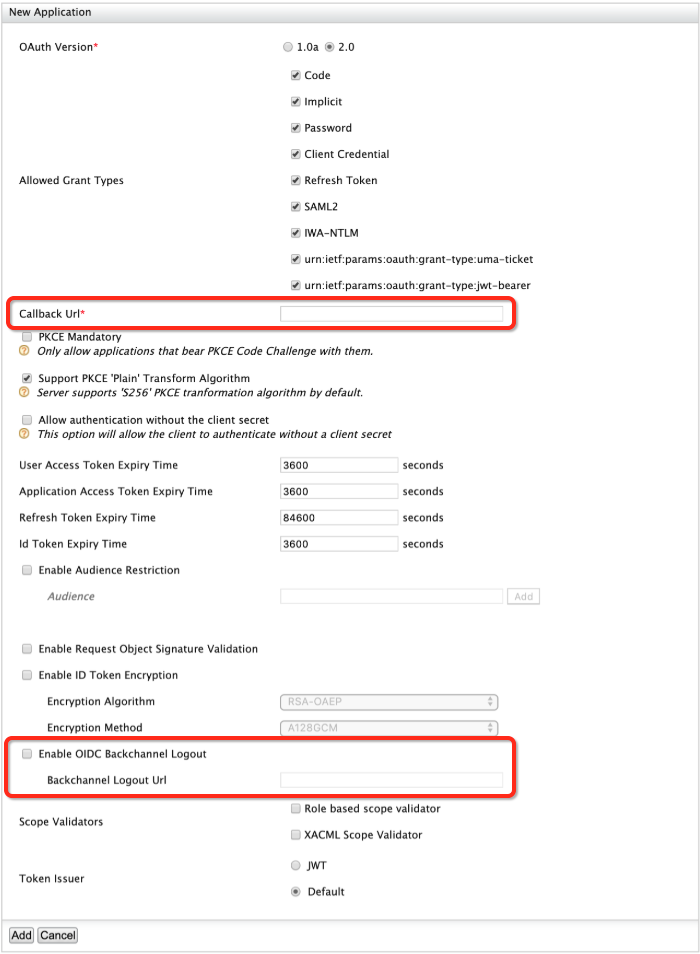 New Application
OAuth Version*
1.0a 2.0
Code
Implicit
Password
Client Credential
Allowed Grant Types
Refresh Token
SAML2
IWA-NTLM
urn:ietf:params:oauth:grant-type:uma-ticket
urn:ietf:params:oauth:grant-type:jwt-bearer
Callback Url*
PKCE Mandatory
Only allow applications that bear PKCE Code Challenge with them.
Support PKCE 'Plain' Transform Algorithm
Server supports 'S256' PKCE tranformation algorithm by default.
Allow authentication without the client secret
This option will allow the client to authenticate without a client secret
User Access Token Expiry Time 3600 seconds
Application Access Token Expiry Time 3600 seconds
Refresh Token Expiry Time 84600 seconds
Id Token Expiry Time 3600 seconds
Enable Audience Restriction
Audience Add
Enable Request Object Signature Validation
Enable ID Token Encryption
Encryption Algorithm RSA-OAEP
Encryption Method A128GCM
Enable OIDC Backchannel Logout
Backchannel Logout Url
Role based scope validator
Scope Validators
XACML Scope Validator
JWT
Token Issuer
Default
Add Cancel